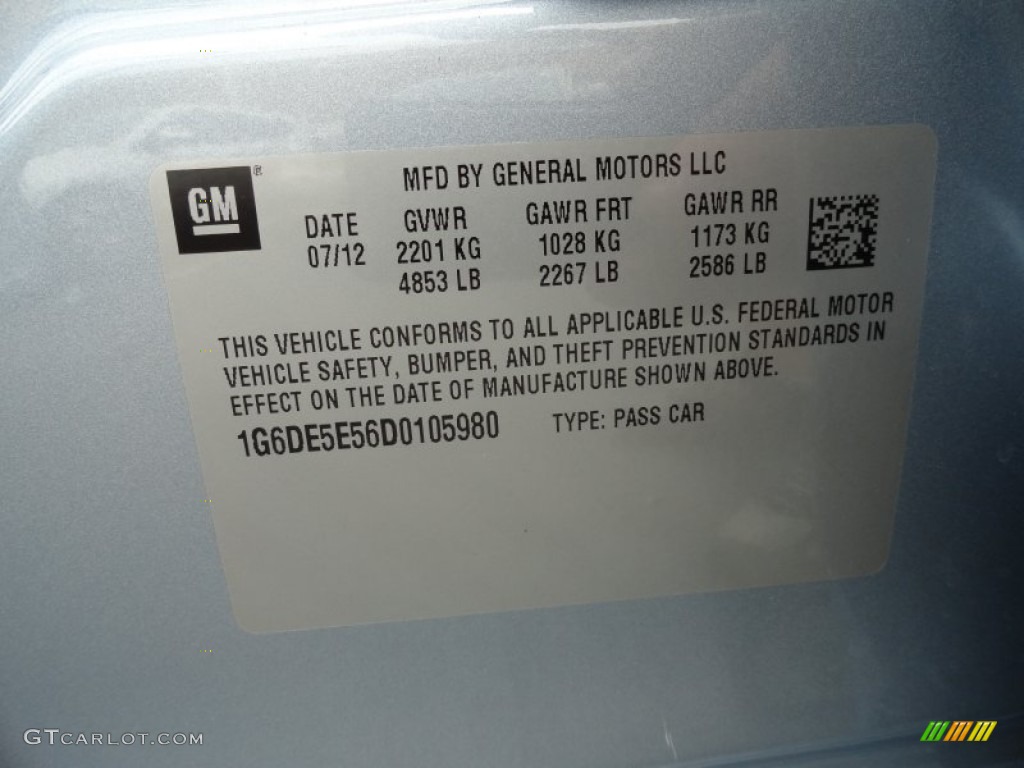 GM®
MFD BY GENERAL MOTORS LLC
DATE GVWR GAWR FRT GAWR RR
07/12 2201 KG 1028 KG 1173 KG
4853 LB 2267 LB 2586 LB
THIS VEHICLE CONFORMS TO ALL APPLICABLE U.S. FEDERAL MOTOR
VEHICLE SAFETY, BUMPER, AND THEFT PREVENTION STANDARDS IN
EFFECT ON THE DATE OF MANUFACTURE SHOWN ABOVE.
1G6DE5E56D0105980 TYPE: PASS CAR
GTCARLOT.COM